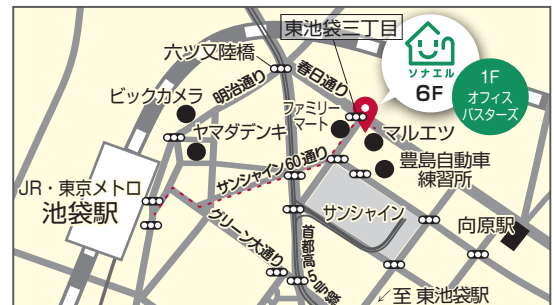 東池袋三丁目
六ツ又陸橋
春日通り
明治通り
ソナエル
6F
1F
オフィス
バスターズ
ビックカメラ
ファミリー
マート
ヤマダデンキ
マルエツ
豊島自動車
練習所
サンシャイン60通り
JR・東京メトロ
池袋駅
サンシャイン
グリーン大通り
首都高5号線
向原駅
至 東池袋駅